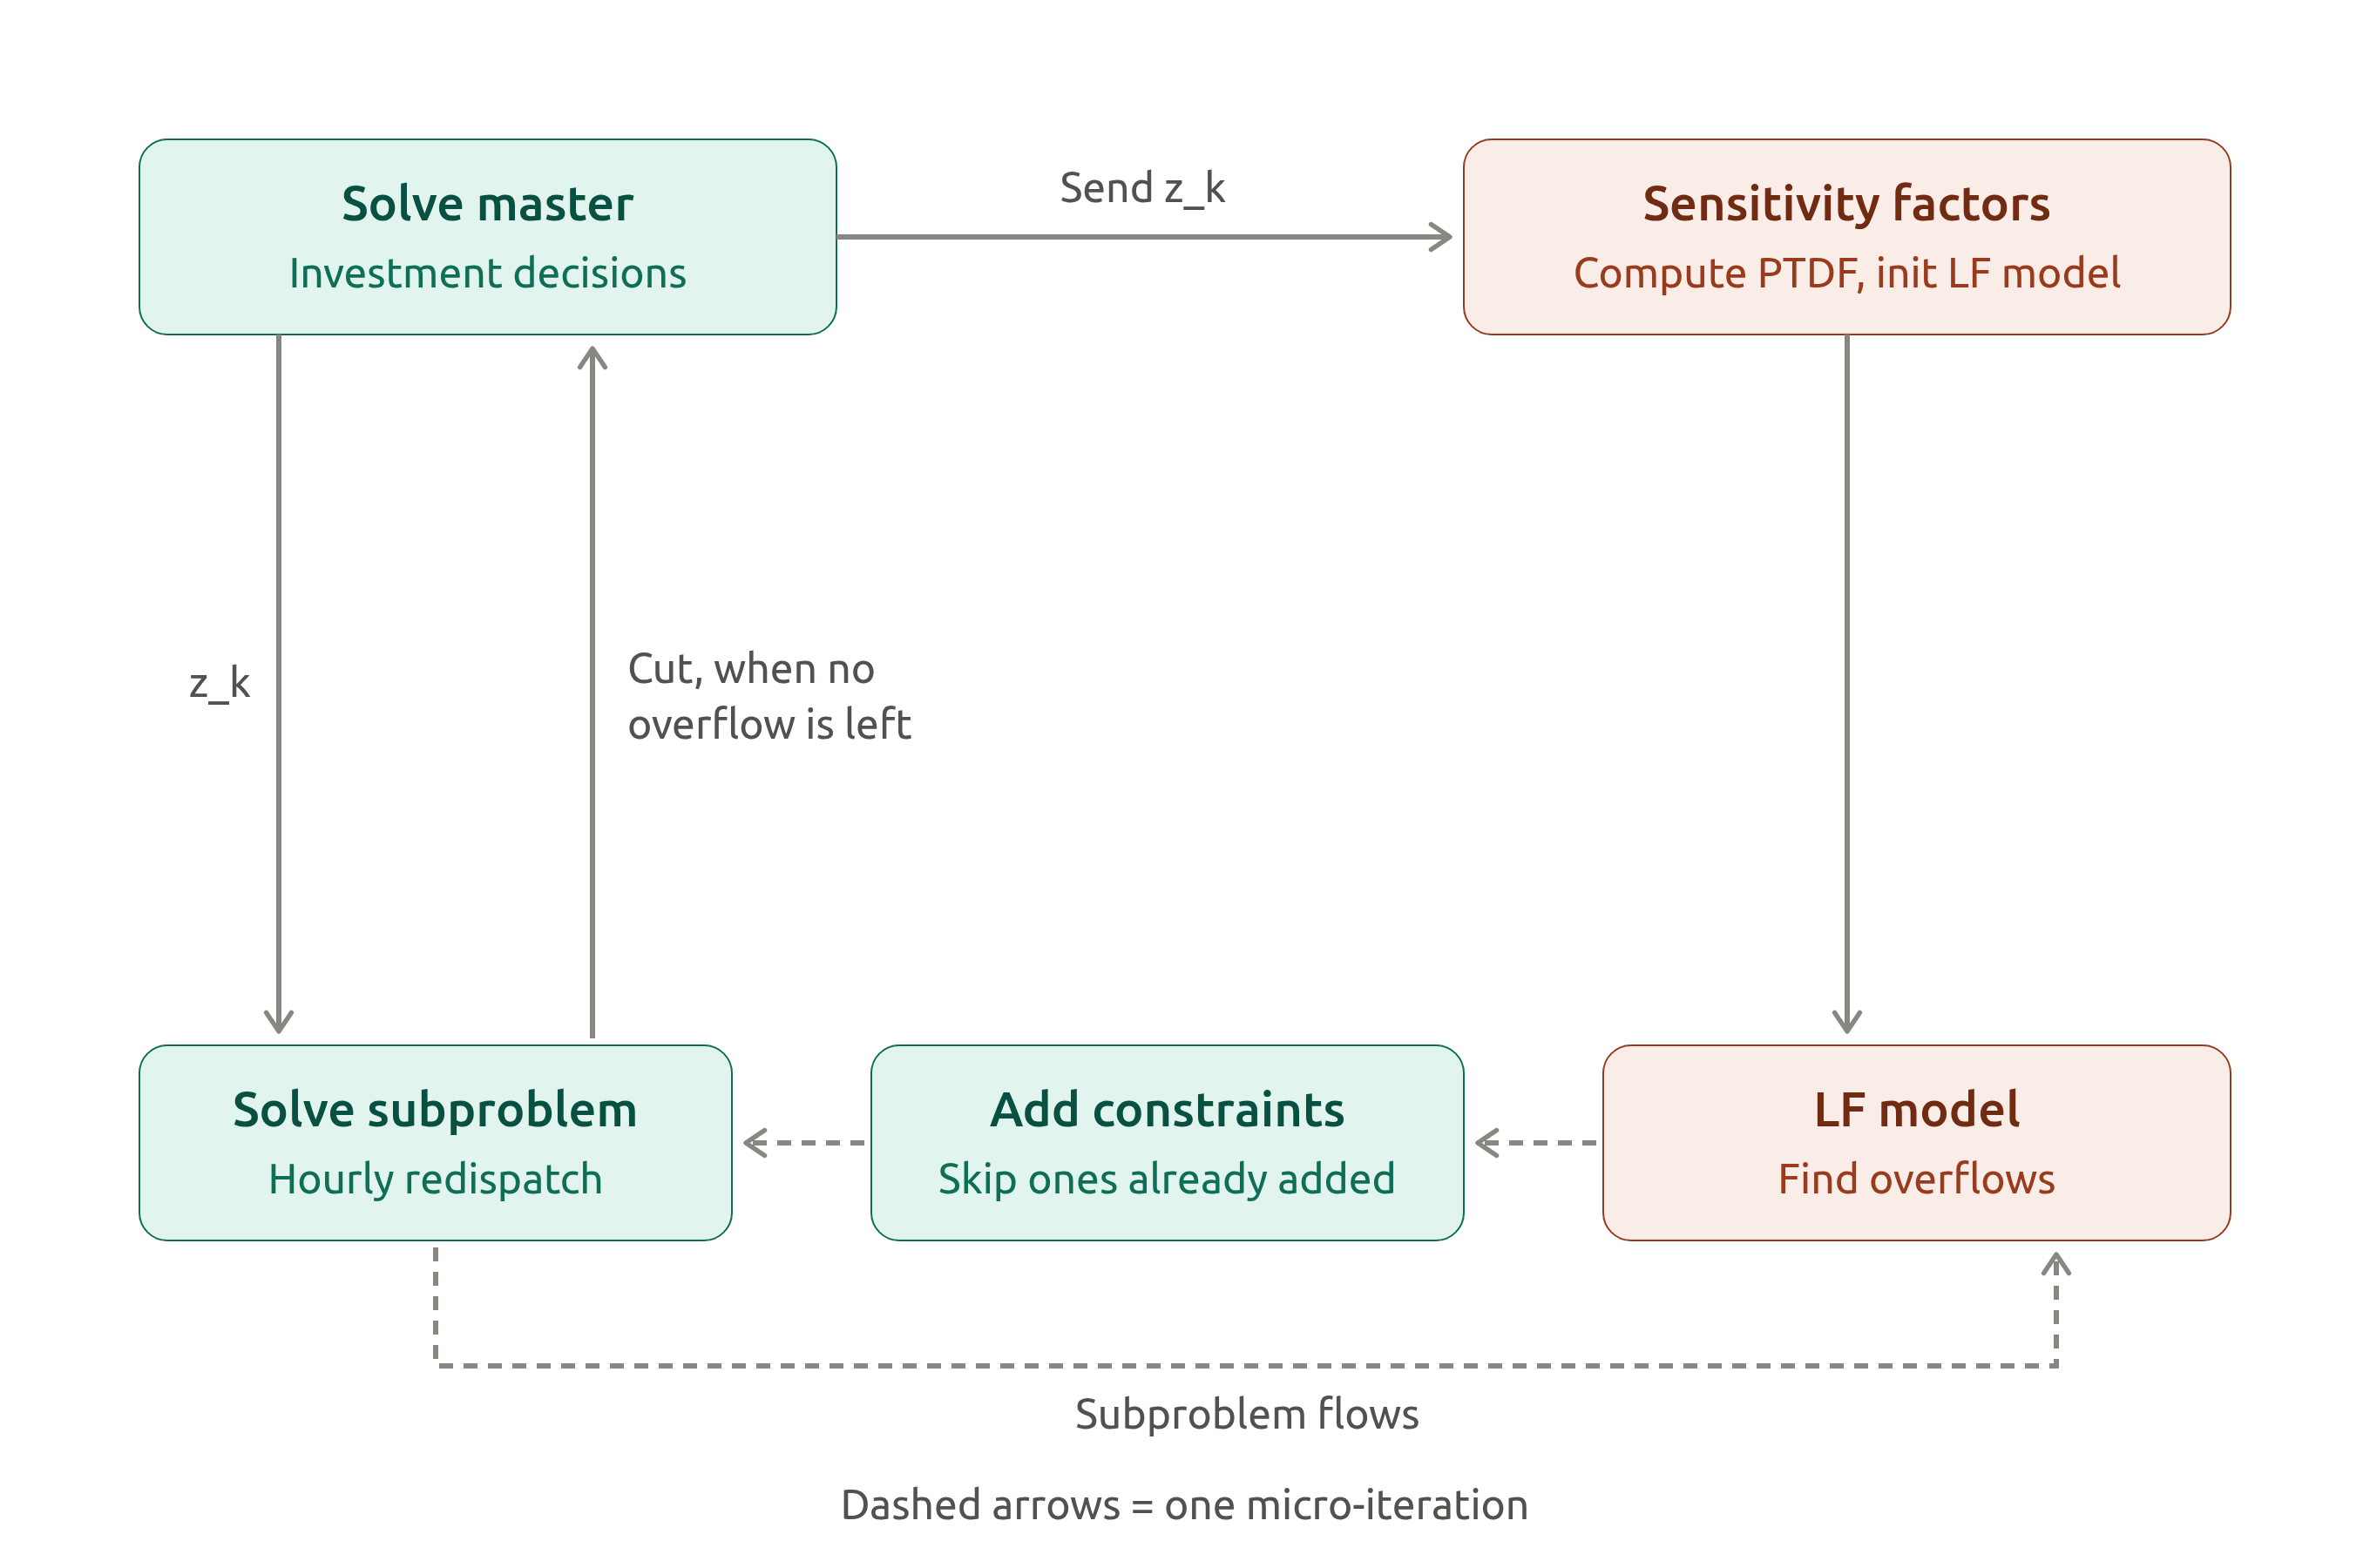 Solve master
Investment decisions
Send z_k
Sensitivity factors
Compute PTDF, init LF model
z_k
Cut, when no
overflow is left
Solve subproblem
Hourly redispatch
Add constraints
Skip ones already added
LF model
Find overflows
Subproblem flows
Dashed arrows = one micro-iteration